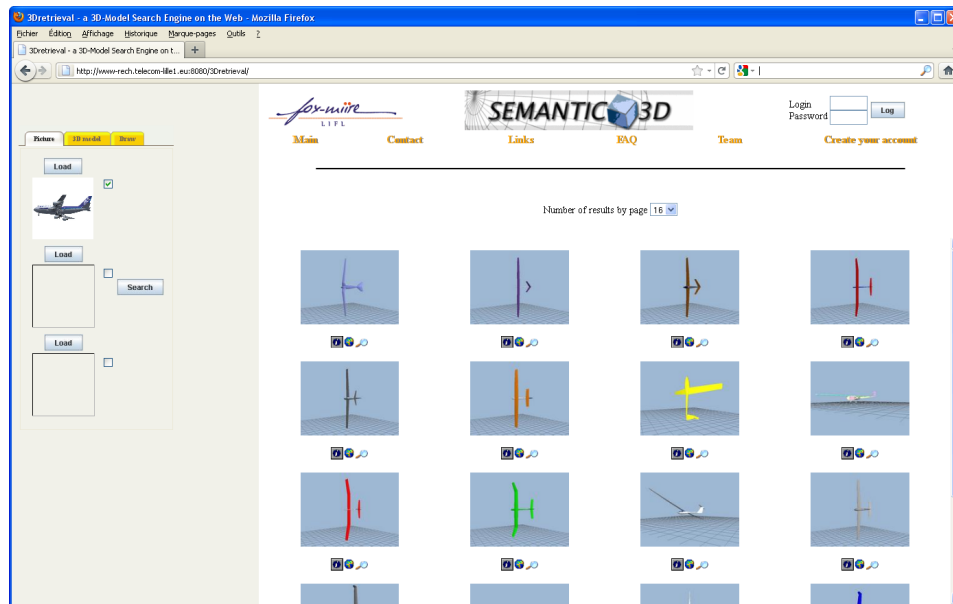 3Dretrieval - a 3D-Model Search Engine on the Web - Mozilla Firefox
Fichier Édition Affichage Historique Marque-pages Outils ?
3Dretrieval - a 3D-Model Search Engine on t... +
http://www-rech.telecom-lille1.eu:8080/3Dretrieval/
fox-miire
LIFL
SEMANTIC 3D
Login
Password
Log
Main Contact Links FAQ Team Create your account
Picture 3D model Draw
Load
Load
Search
Load
Number of results by page 16